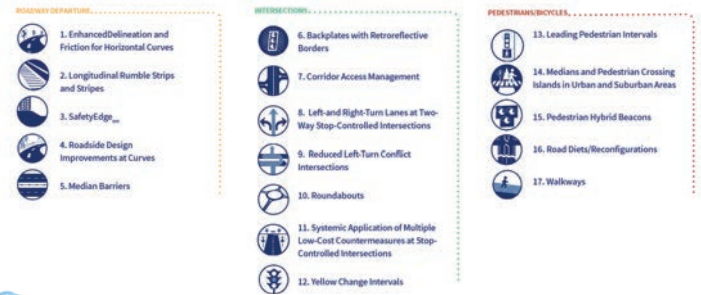 ROADWAY DEPARTURE
1. EnhancedDelineation and
Friction for Horizontal Curves
2. Longitudinal Rumble Strips
and Stripes
3. SafetyEdge
4. Roadside Design
Improvements at Curves
5. Median Barriers
INTERSECTIONS
6. Backplates with Retroreflective
Borders
7. Corridor Access Management
8. Left-and Right-Turn Lanes at Two-
Way Stop-Controlled Intersections
9. Reduced Left-Turn Conflict
Intersections
10. Roundabouts
11. Systemic Application of Multiple
Low-Cost Countermeasures at Stop-
Controlled Intersections
12. Yellow Change Intervals
PEDESTRIANS/BICYCLES
13. Leading Pedestrian Intervals
14. Medians and Pedestrian Crossing
Islands in Urban and Suburban Areas
15. Pedestrian Hybrid Beacons
16. Road Diets/Reconfigurations
17. Walkways